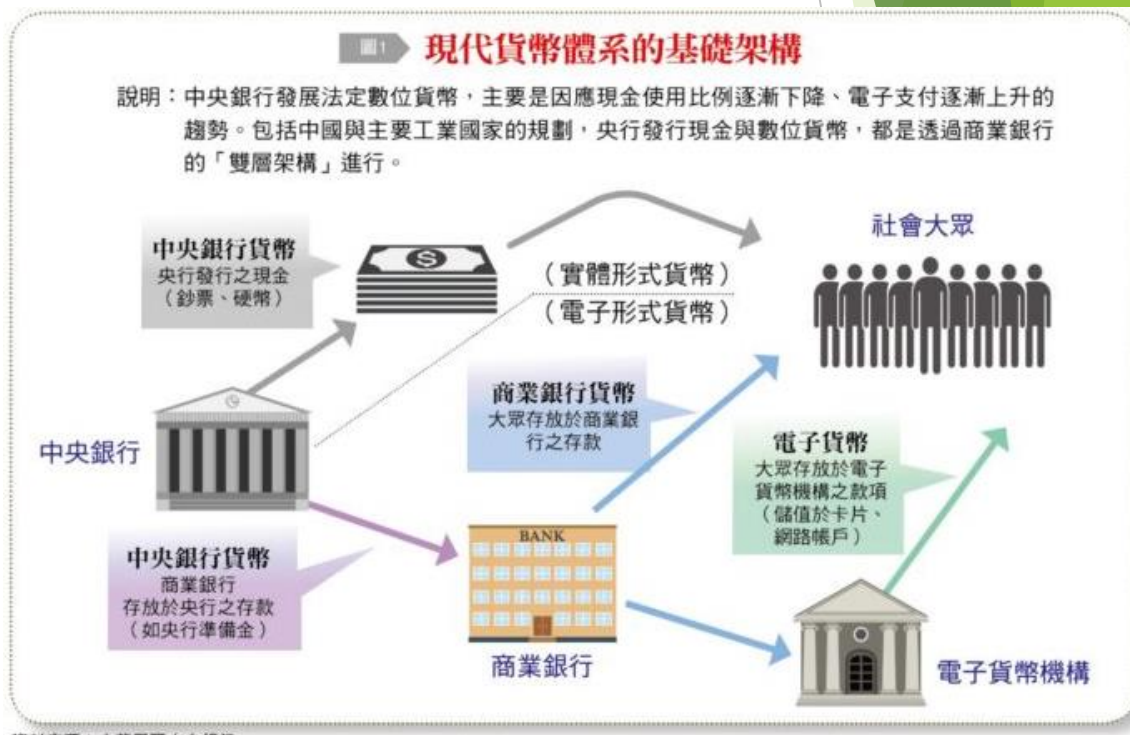 圖1
現代貨幣體系的基礎架構
說明：中央銀行發展法定數位貨幣，主要是因應現金使用比例逐漸下降、電子支付逐漸上升的
趨勢。包括中國與主要工業國家的規劃，央行發行現金與數位貨幣，都是透過商業銀行
的「雙層架構」進行。
中央銀行貨幣
央行發行之現金
（鈔票、硬幣）
（實體形式貨幣）
（電子形式貨幣）
社會大眾
中央銀行
商業銀行貨幣
大眾存放於商業銀
行之存款
電子貨幣
大眾存放於電子
貨幣機構之款項
（儲值於卡片、
網路帳戶）
中央銀行貨幣
商業銀行
存放於央行之存款
（如央行準備金）
BANK
商業銀行
電子貨幣機構